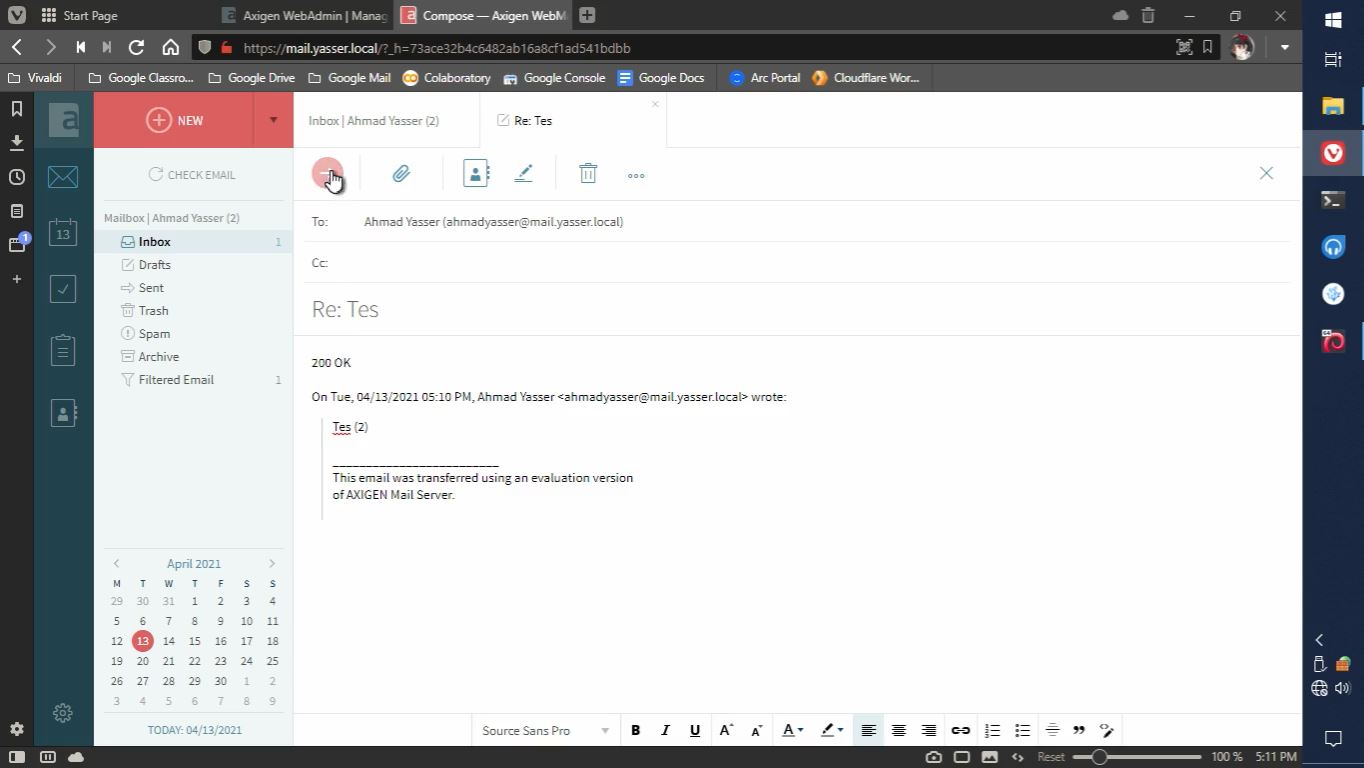 Start Page
Axigen WebAdmin | Manag
Compose — Axigen WebM
https://mail.yasser.local/?_h=73ace32b4c6482ab16a8cf1ad541bdbb
Vivaldi
Google Classro...
Google Drive
Google Mail
Colaboratory
Google Console
Google Docs
Arc Portal
Cloudflare Wor...
NEW
Inbox | Ahmad Yasser (2)
Re: Tes
CHECK EMAIL
Mailbox | Ahmad Yasser (2)
Inbox 1
Drafts
Sent
Trash
Spam
Archive
Filtered Email 1
To: Ahmad Yasser (ahmadyasser@mail.yasser.local)
Cc:
Re: Tes
200 OK
On Tue, 04/13/2021 05:10 PM, Ahmad Yasser <ahmadyasser@mail.yasser.local> wrote:
Tes (2)
_________________________
This email was transferred using an evaluation version
of AXIGEN Mail Server.
13
1
April 2021
M T W T F S S
29 30 31 1 2 3 4
5 6 7 8 9 10 11
12 13 14 15 16 17 18
19 20 21 22 23 24 25
26 27 28 29 30 1 2
3 4 5 6 7 8 9
TODAY: 04/13/2021
Source Sans Pro
B I U A A A
Reset 100 % 5:11 PM